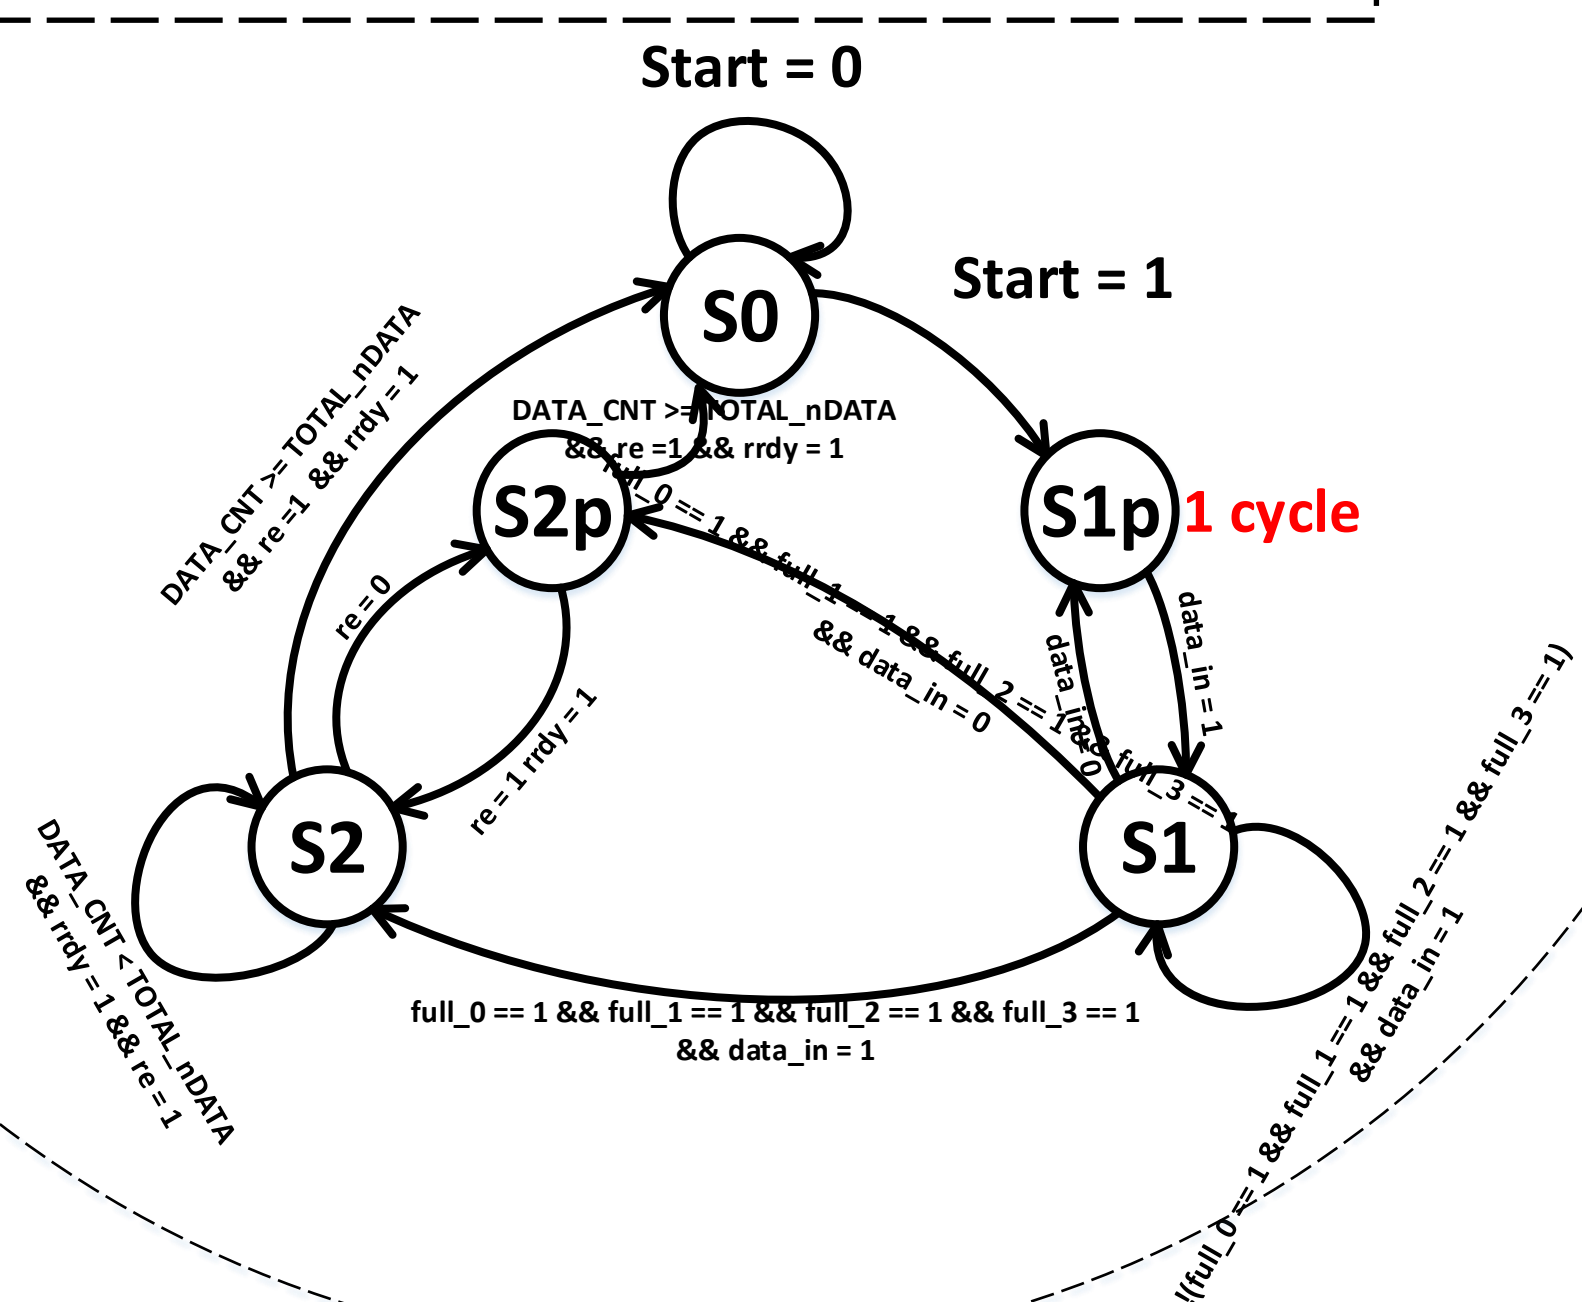 Start = 0
Start = 1
S0
DATA_CNT >= TOTAL_nDATA
&& re =1 && rrdy = 1
DATA_CNT >= TOTAL_nDATA
&& re =1 && rrdy = 1
S2p
S1p
1 cycle
full_0 == 1 && full_1 == 1 && full_2 == 1 && full_3 == 1
&& data_in = 0
re = 0
re = 1 rrdy = 1
data_in = 0
data_in = 1
S2
S1
DATA_CNT < TOTAL_nDATA
&& rrdy = 1 && re = 1
full_0 == 1 && full_1 == 1 && full_2 == 1 && full_3 == 1
&& data_in = 1
!(full_0 == 1 && full_1 == 1 && full_2 == 1 && full_3 == 1)
&& data_in = 1